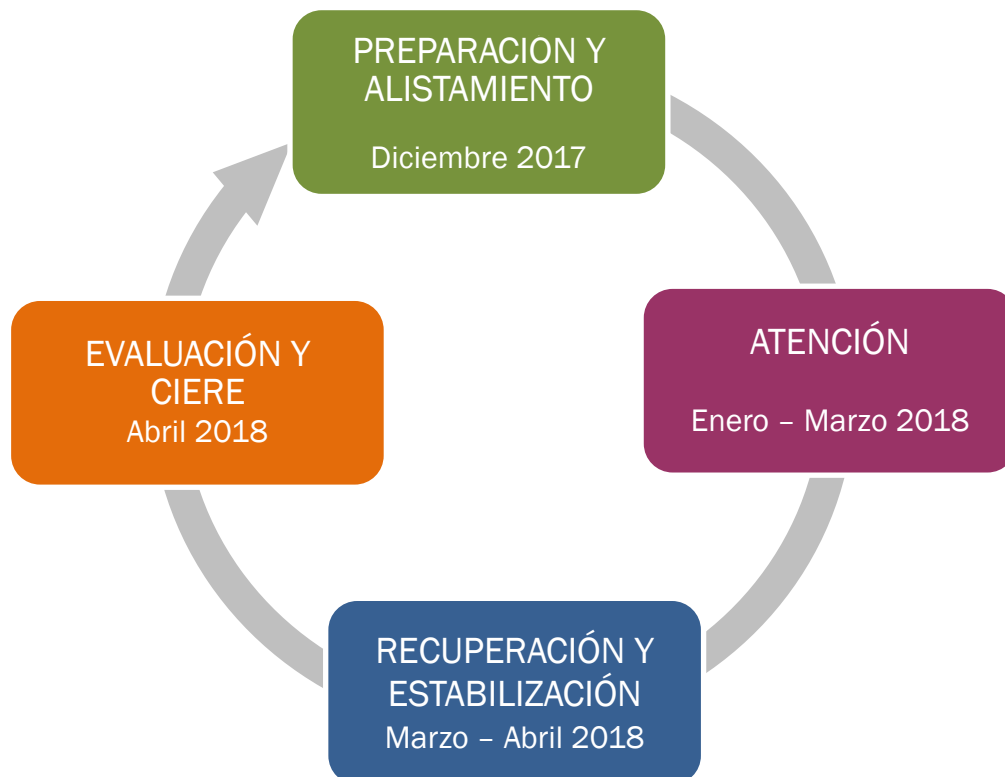 PREPARACION Y
ALISTAMIENTO
Diciembre 2017
ATENCIÓN
Enero – Marzo 2018
RECUPERACIÓN Y
ESTABILIZACIÓN
Marzo – Abril 2018
EVALUACIÓN Y
CIERE
Abril 2018